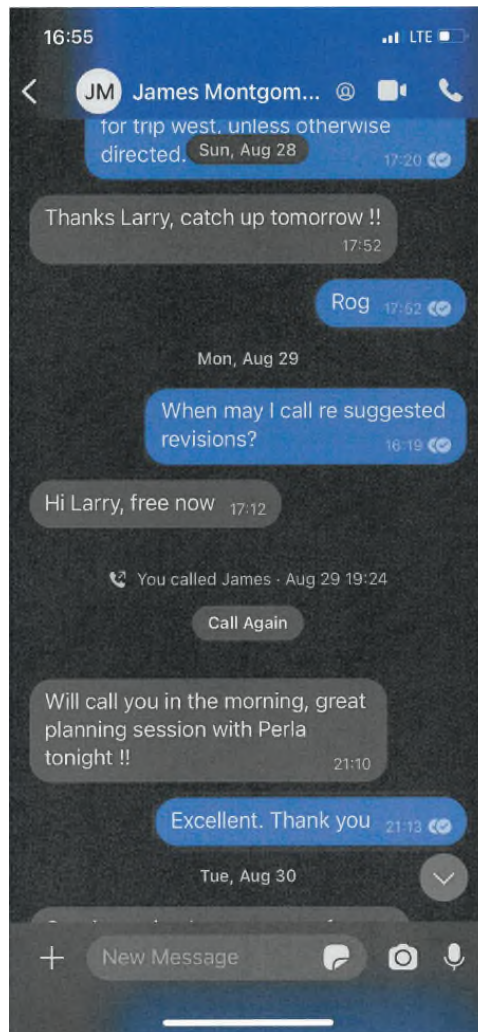 16:55
LTE
JM James Montgom...
for trip west, unless otherwise
directed.
Sun, Aug 28
17:20
Thanks Larry, catch up tomorrow !!
17:52
Rog 17:52
Mon, Aug 29
When may I call re suggested
revisions?
16:19
Hi Larry, free now 17:12
You called James · Aug 29 19:24
Call Again
Will call you in the morning, great
planning session with Perla
tonight !!
21:10
Excellent. Thank you 21:13
Tue, Aug 30
New Message